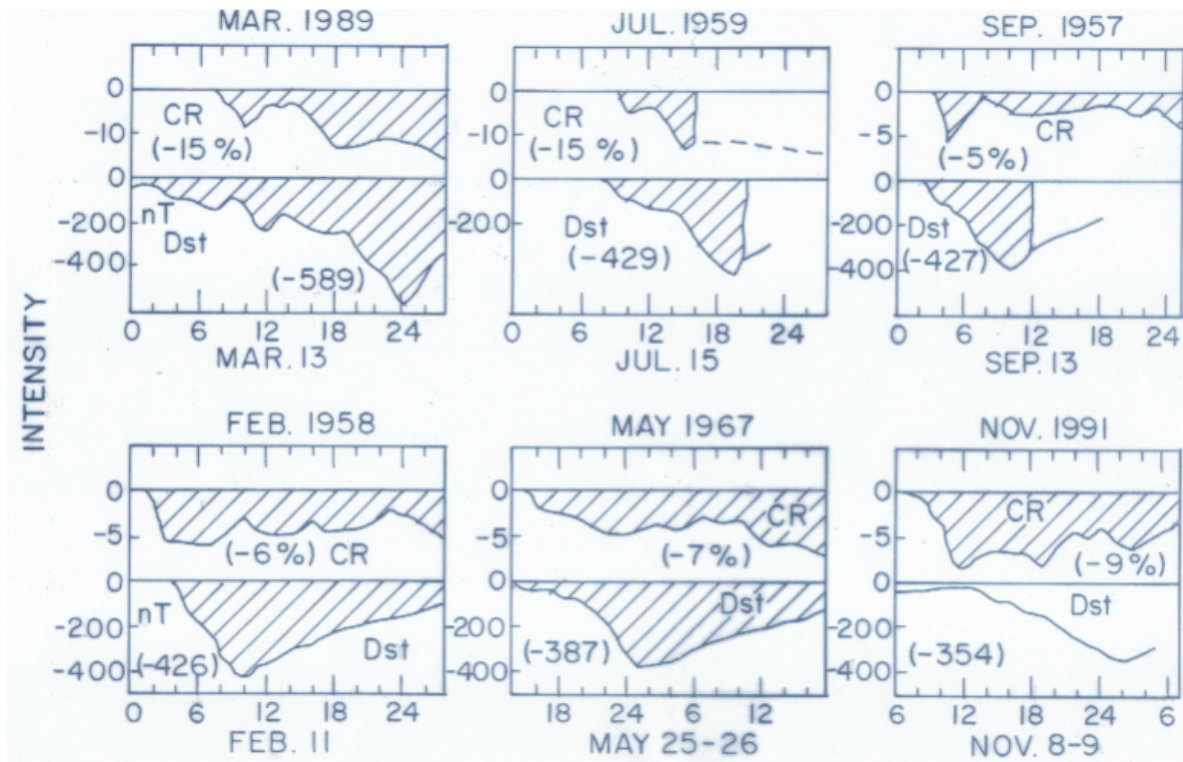 MAR. 1989
0
-10
CR
(-15%)
0
-200
-400
nT
Dst
(-589)
0 6 12 18 24
MAR. 13
JUL. 1959
0
-10
CR
(-15%)
0
-200
Dst
(-429)
0 6 12 18 24
JUL. 15
SEP. 1957
0
-5
CR
(-5%)
0
-200
-400
Dst
(-427)
0 6 12 18 24
SEP. 13
INTENSITY
FEB. 1958
0
-5
(-6%) CR
0
-200
-400
nT
(-426)
Dst
0 6 12 18 24
FEB. 11
MAY 1967
0
-5
CR
(-7%)
0
-200
-400
Dst
(-387)
18 24 6 12
MAY 25-26
NOV. 1991
0
-5
CR
(-9%)
0
-200
-400
Dst
(-354)
6 12 18 24 6
NOV. 8-9